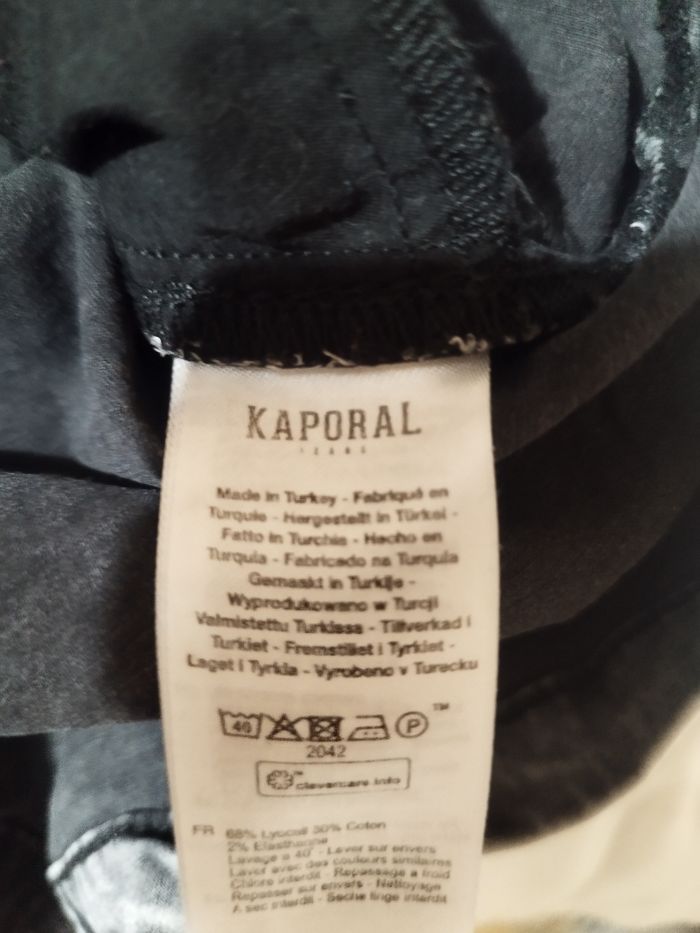 KAPORAL
JEANS
Made in Turkey - Fabriqué en
Turquie - Hergestellt in Türkei -
Fatto in Turchia - Hecho en
Turquia - Fabricado na Turquia
Gemaakt in Turkije -
Wyprodukowano w Turcji
Valmistettu Turkissa - Tillverkad i
Turkiet - Fremstillet i Tyrkiet -
Laget i Tyrkia - Vyrobeno v Turecku
40 P ™
2042
clevercare.info
FR 68% Lyocell 30% Coton
2% Elasthanne
Lavage a 40° - Laver sur envers
Laver avec des couleurs similaires
Chlore interdit - Repassage a froid
Repasser sur envers - Nettoyage
A sec interdit - Seche linge interdit